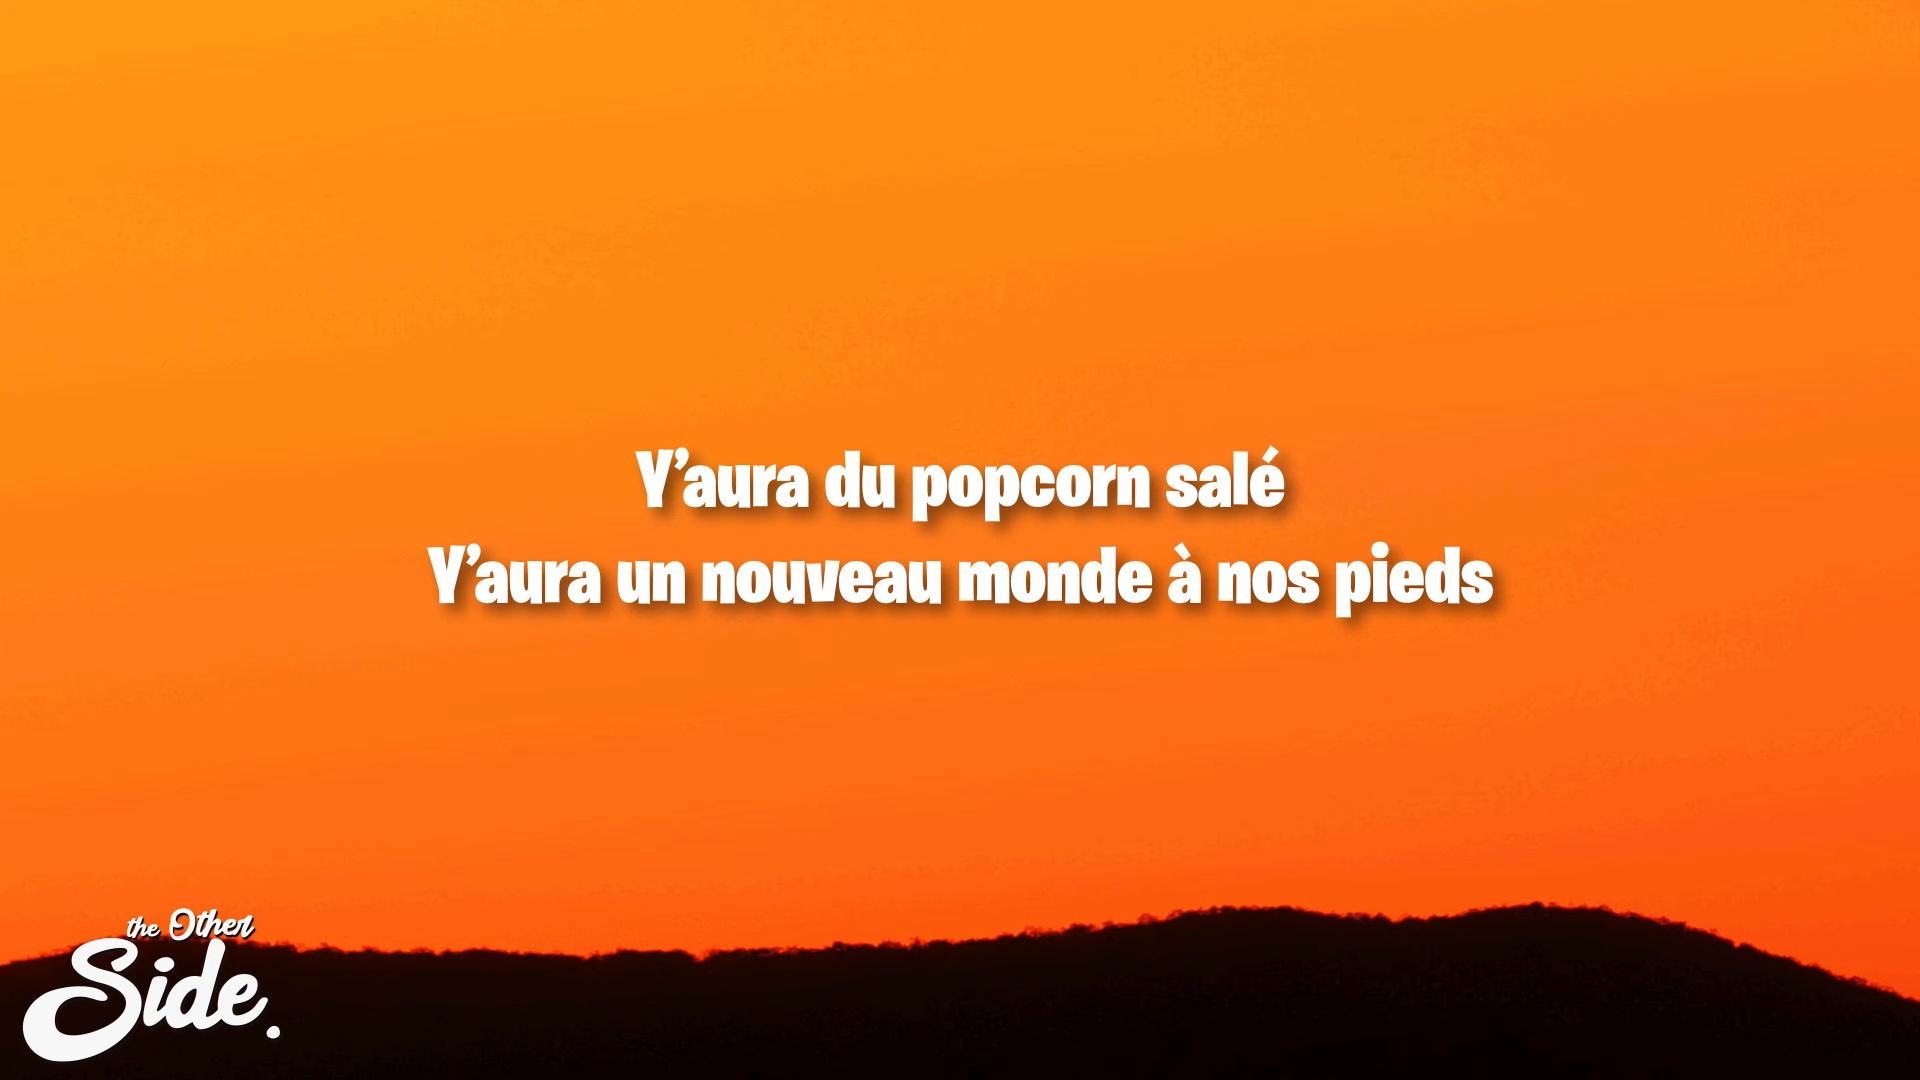 Y’aura du popcorn salé
Y’aura un nouveau monde à nos pieds
the Other
Side.